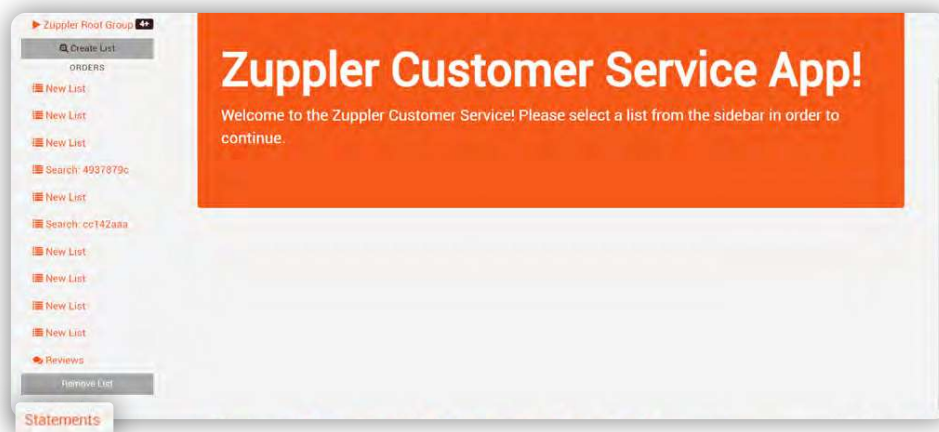 Zuppler Root Group 4+
Create List
ORDERS
New List
New List
New List
Search: 4937879c
New List
Search: cc142aaa
New List
New List
New List
New List
Reviews
Remove List
Statements
Zuppler Customer Service App!
Welcome to the Zuppler Customer Service! Please select a list from the sidebar in order to
continue.